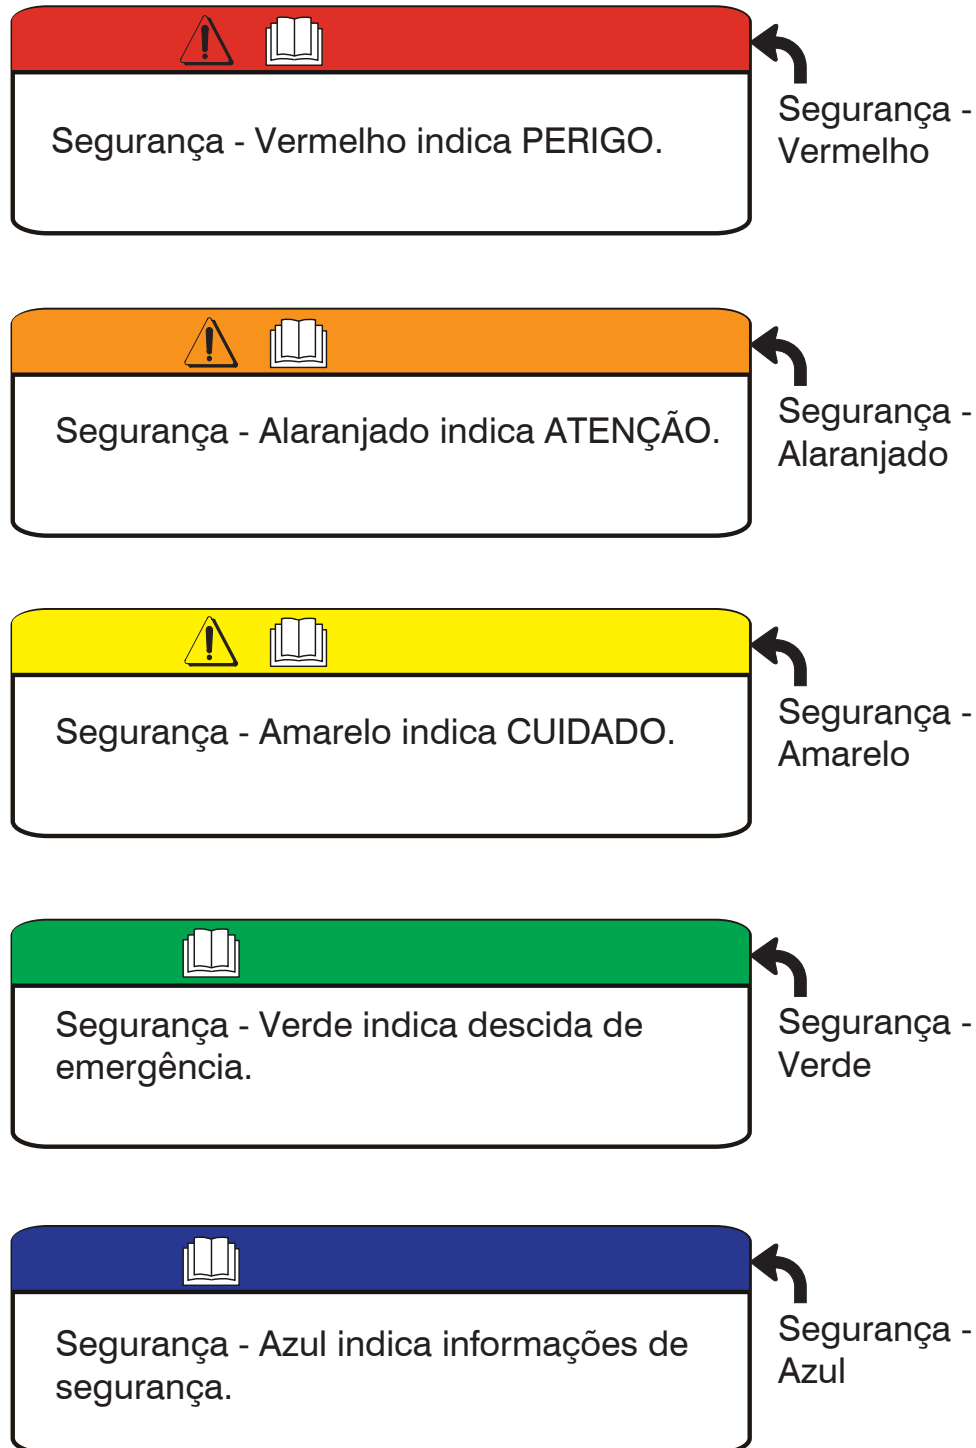 Segurança - Vermelho indica PERIGO.
Segurança -
Vermelho
Segurança - Alaranjado indica ATENÇÃO.
Segurança -
Alaranjado
Segurança - Amarelo indica CUIDADO.
Segurança -
Amarelo
Segurança - Verde indica descida de
emergência.
Segurança -
Verde
Segurança - Azul indica informações de
segurança.
Segurança -
Azul